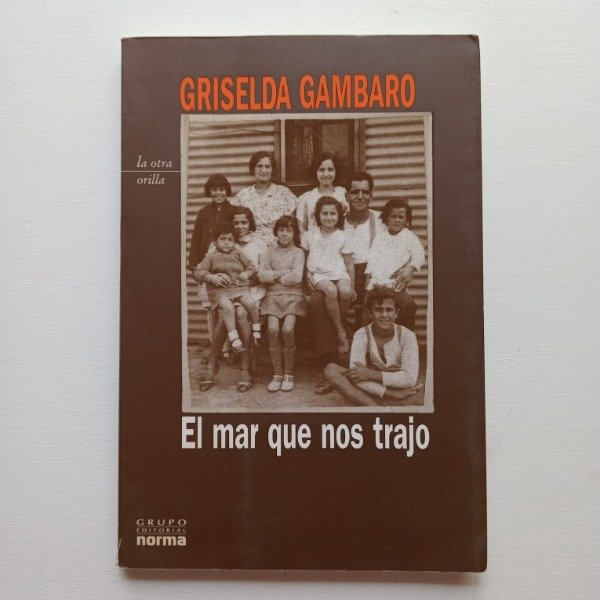 GRISELDA GAMBARO
la otra
orilla
El mar que nos trajo
GRUPO
EDITORIAL
norma